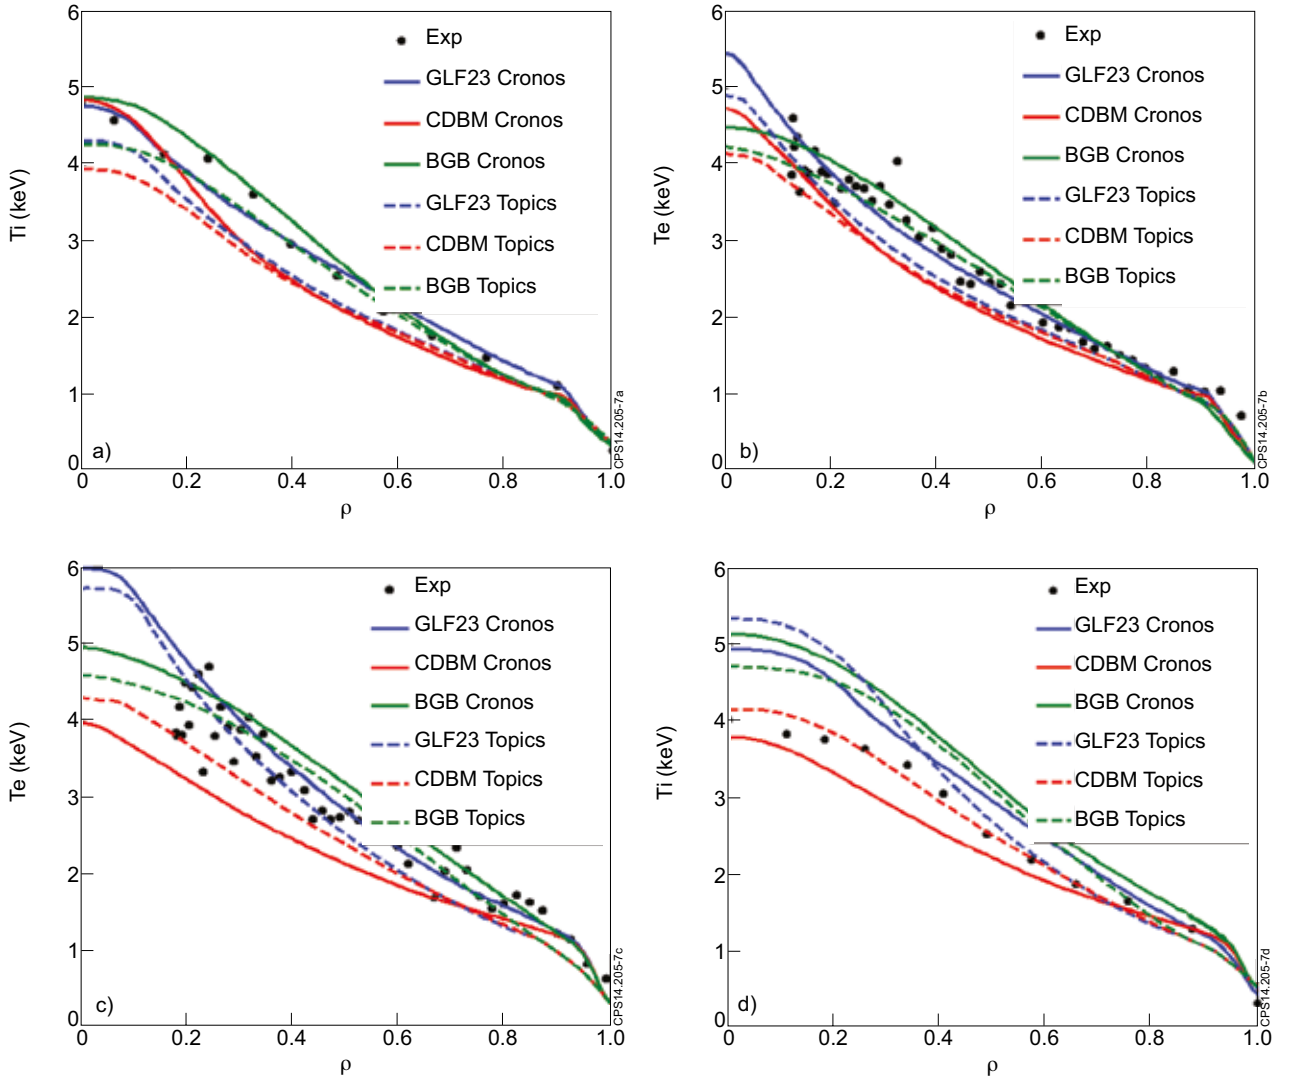 6
5
4
3
2
1
0
Ti (keV)
Exp
GLF23 Cronos
CDBM Cronos
BGB Cronos
GLF23 Topics
CDBM Topics
BGB Topics
a)
CPS14.205-7a
0 0.2 0.4 0.6 0.8 1.0
ρ
6
5
4
3
2
1
0
Te (keV)
Exp
GLF23 Cronos
CDBM Cronos
BGB Cronos
GLF23 Topics
CDBM Topics
BGB Topics
b)
CPS14.205-7b
0 0.2 0.4 0.6 0.8 1.0
ρ
6
5
4
3
2
1
0
Te (keV)
Exp
GLF23 Cronos
CDBM Cronos
BGB Cronos
GLF23 Topics
CDBM Topics
BGB Topics
c)
CPS14.205-7c
0 0.2 0.4 0.6 0.8 1.0
ρ
6
5
4
3
2
1
0
Ti (keV)
Exp
GLF23 Cronos
CDBM Cronos
BGB Cronos
GLF23 Topics
CDBM Topics
BGB Topics
d)
CPS14.205-7d
0 0.2 0.4 0.6 0.8 1.0
ρ